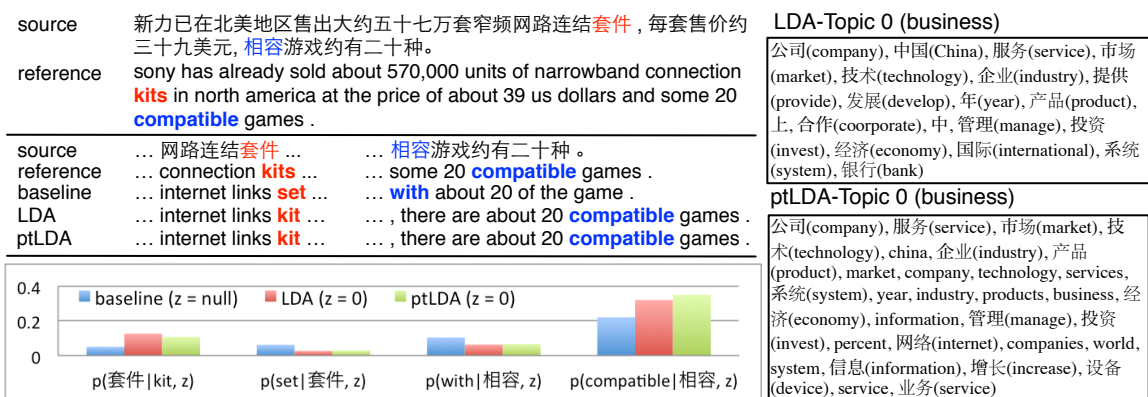 source 新力已在北美地区售出大约五十七万套窄频网路连结套件 , 每套售价约
三十九美元, 相容游戏约有二十种。
reference sony has already sold about 570,000 units of narrowband connection
kits in north america at the price of about 39 us dollars and some 20
compatible games .
source … 网路连结套件 ... … 相容游戏约有二十种 。
reference … connection kits ... … some 20 compatible games .
baseline … internet links set ... … with about 20 of the game .
LDA … internet links kit … … , there are about 20 compatible games .
ptLDA … internet links kit … … , there are about 20 compatible games .
0.4
baseline (z = null) LDA (z = 0) ptLDA (z = 0)
0.2
0
p(套件|kit, z) p(set|套件, z) p(with|相容, z) p(compatible|相容, z)
LDA-Topic 0 (business)
公司(company), 中国(China), 服务(service), 市场
(market), 技术(technology), 企业(industry), 提供
(provide), 发展(develop), 年(year), 产品(product),
上, 合作(coorporate), 中, 管理(manage), 投资
(invest), 经济(economy), 国际(international), 系统
(system), 银行(bank)
ptLDA-Topic 0 (business)
公司(company), 服务(service), 市场(market), 技
术(technology), china, 企业(industry), 产品
(product), market, company, technology, services,
系统(system), year, industry, products, business, 经
济(economy), information, 管理(manage), 投资
(invest), percent, 网络(internet), companies, world,
system, 信息(information), 增长(increase), 设备
(device), service, 业务(service)